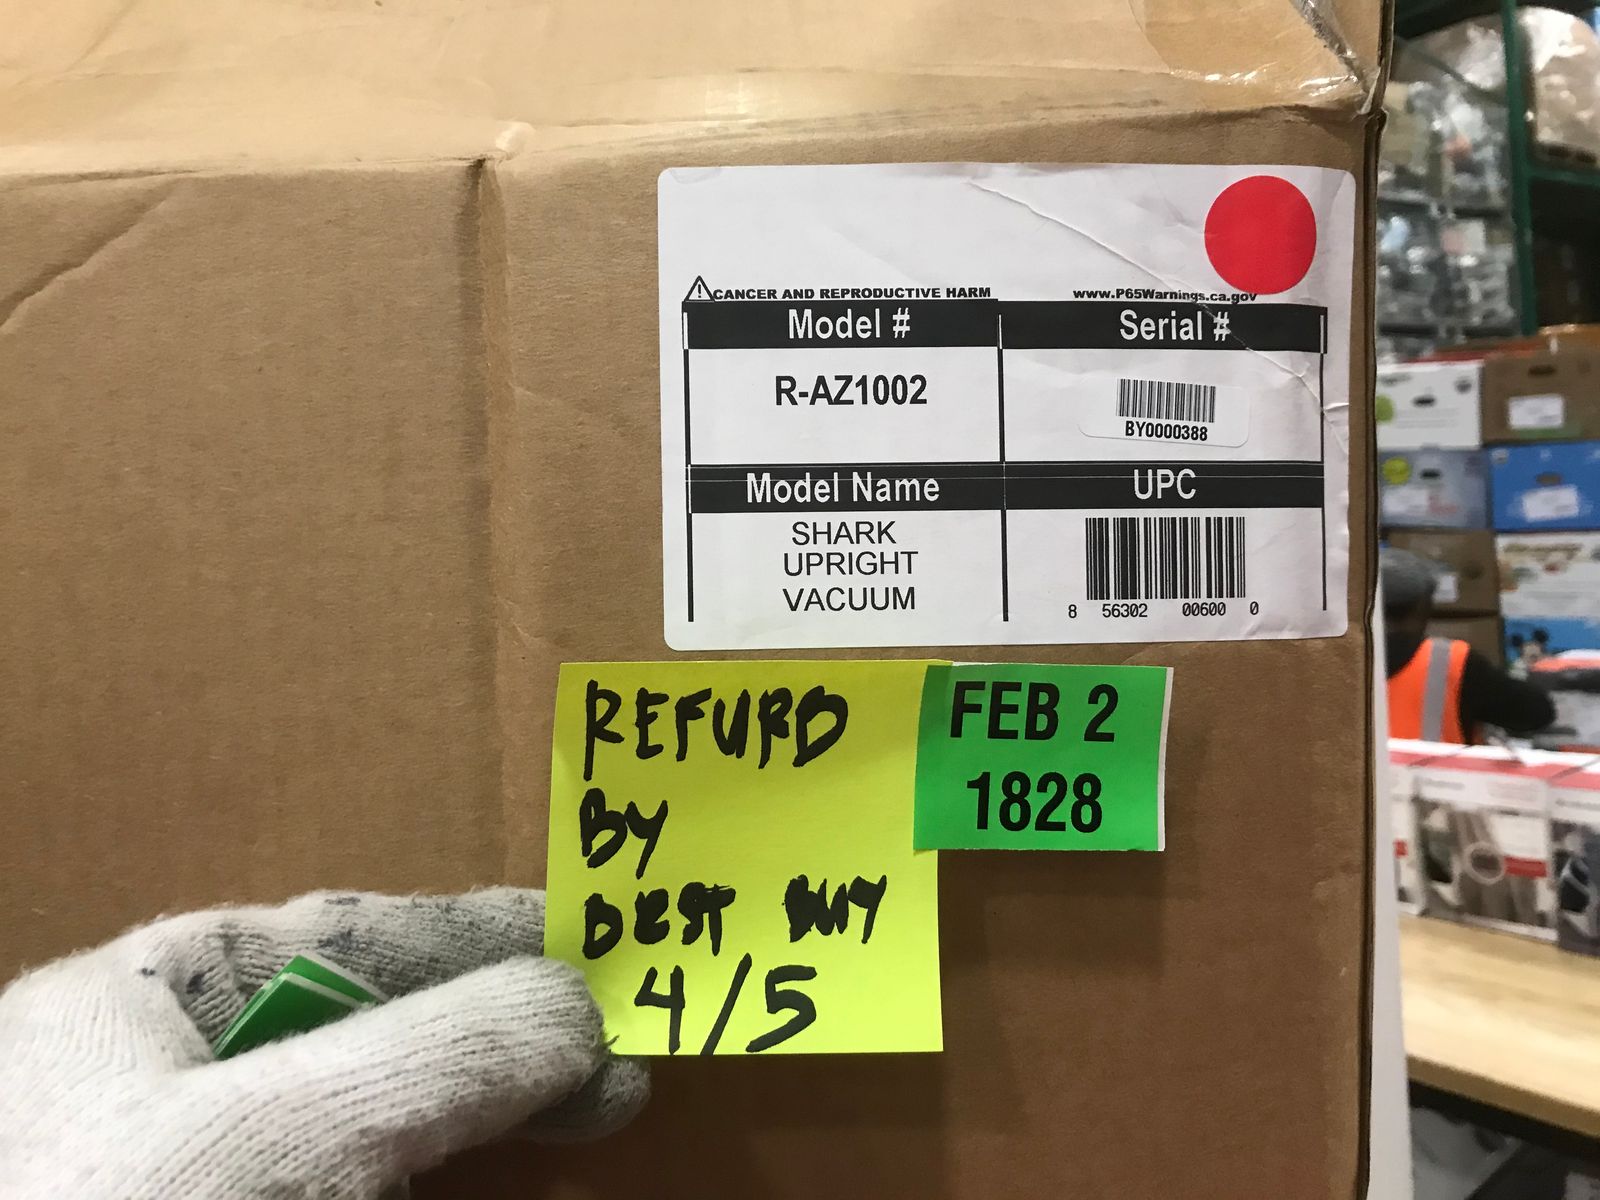 CANCER AND REPRODUCTIVE HARM www.P65Warnings.ca.gov
Model # Serial #
R-AZ1002
BY0000388
Model Name UPC
SHARK
UPRIGHT
VACUUM
8 56302 00600 0
REFURD
BY
BEST BUY
4/5
FEB 2
1828